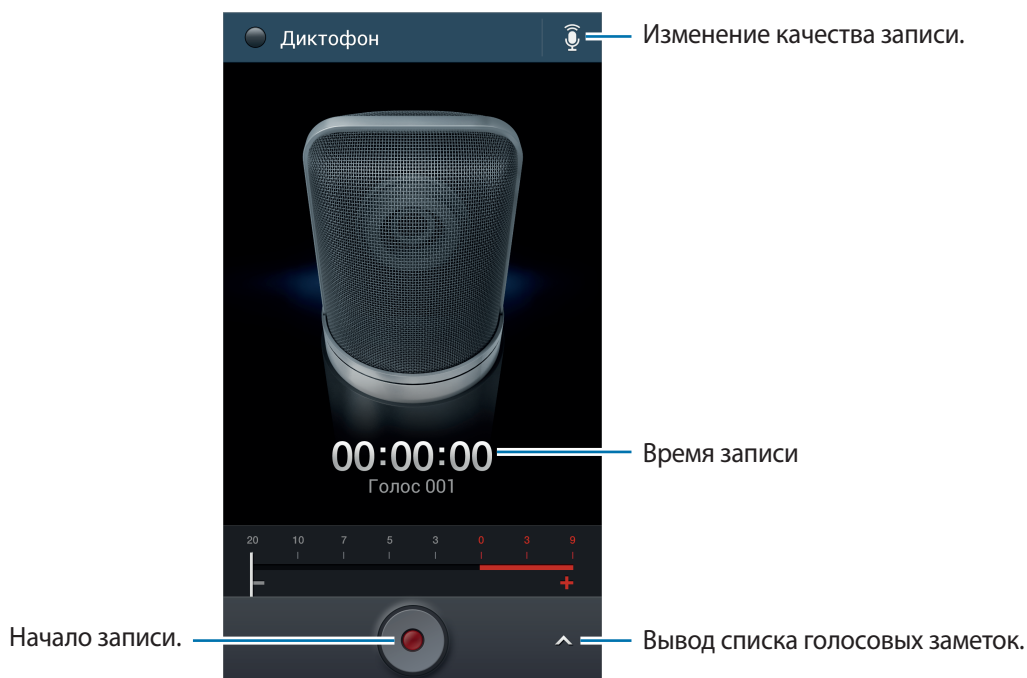 Диктофон
Изменение качества записи.
00:00:00
Время записи
Голос 001
20 10 7 5 3 0 3 9
− +
Начало записи.
Вывод списка голосовых заметок.